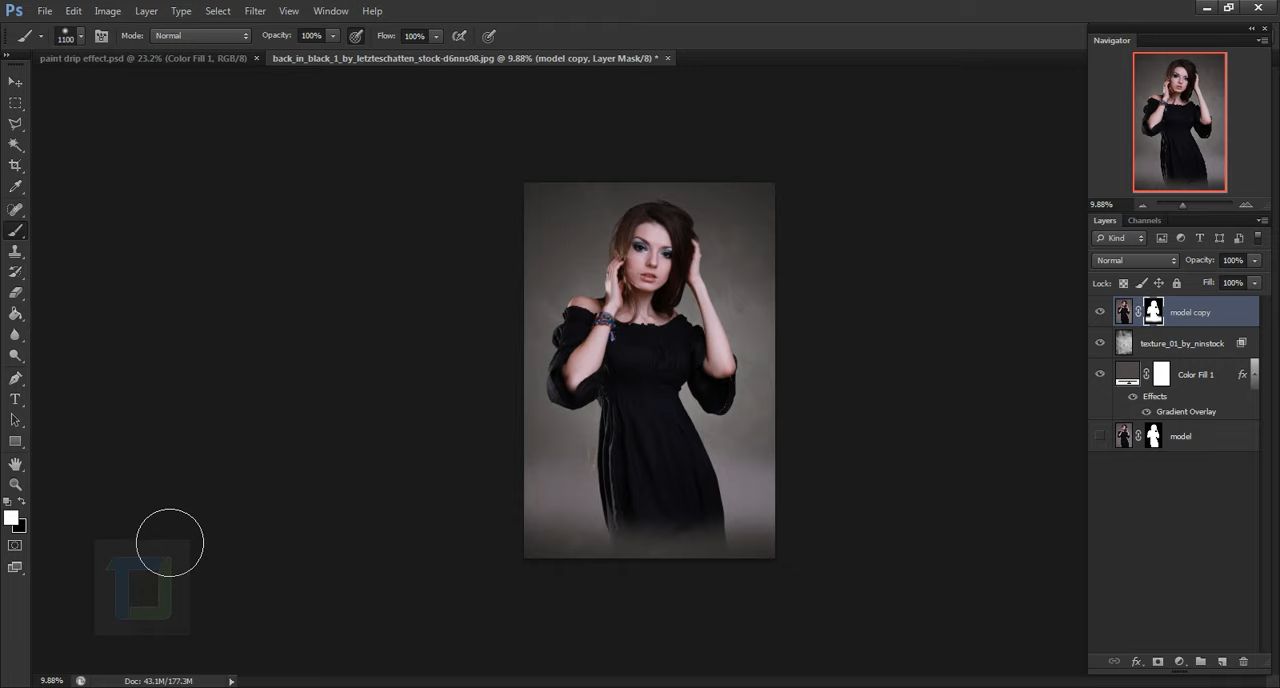 Ps File Edit Image Layer Type Select Filter View Window Help
1100 Mode: Normal Opacity: 100% Flow: 100%
paint drip effect.psd @ 23.2% (Color Fill 1, RGB/8) × back_in_black_1_by_letzteschatten_stock-d6nns08.jpg @ 9.88% (model copy, Layer Mask/8) * ×
Navigator
9.88%
Layers Channels
Kind
Normal Opacity: 100%
Lock: Fill: 100%
model copy
texture_01_by_ninstock
Color Fill 1 fx
Effects
Gradient Overlay
model
fx
9.88% Doc: 43.1M/177.3M